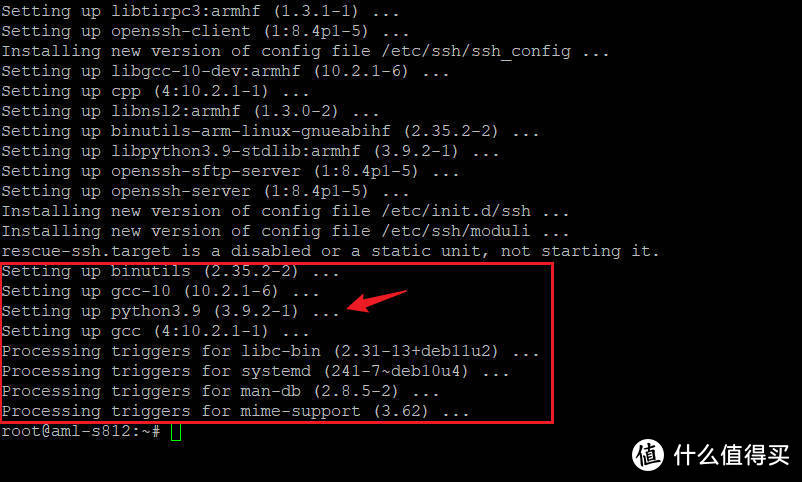 Setting up libtirpc3:armhf (1.3.1-1) ...
Setting up openssh-client (1:8.4p1-5) ...
Installing new version of config file /etc/ssh/ssh_config ...
Setting up libgcc-10-dev:armhf (10.2.1-6) ...
Setting up cpp (4:10.2.1-1) ...
Setting up libnsl2:armhf (1.3.0-2) ...
Setting up binutils-arm-linux-gnueabihf (2.35.2-2) ...
Setting up libpython3.9-stdlib:armhf (3.9.2-1) ...
Setting up openssh-sftp-server (1:8.4p1-5) ...
Setting up openssh-server (1:8.4p1-5) ...
Installing new version of config file /etc/init.d/ssh ...
Installing new version of config file /etc/ssh/moduli ...
rescue-ssh.target is a disabled or a static unit, not starting it.
Setting up binutils (2.35.2-2) ...
Setting up gcc-10 (10.2.1-6) ...
Setting up python3.9 (3.9.2-1) ...
Setting up gcc (4:10.2.1-1) ...
Processing triggers for libc-bin (2.31-13+deb11u2) ...
Processing triggers for systemd (241-7~deb10u4) ...
Processing triggers for man-db (2.8.5-2) ...
Processing triggers for mime-support (3.62) ...
root@aml-s812:~#
值 什么值得买